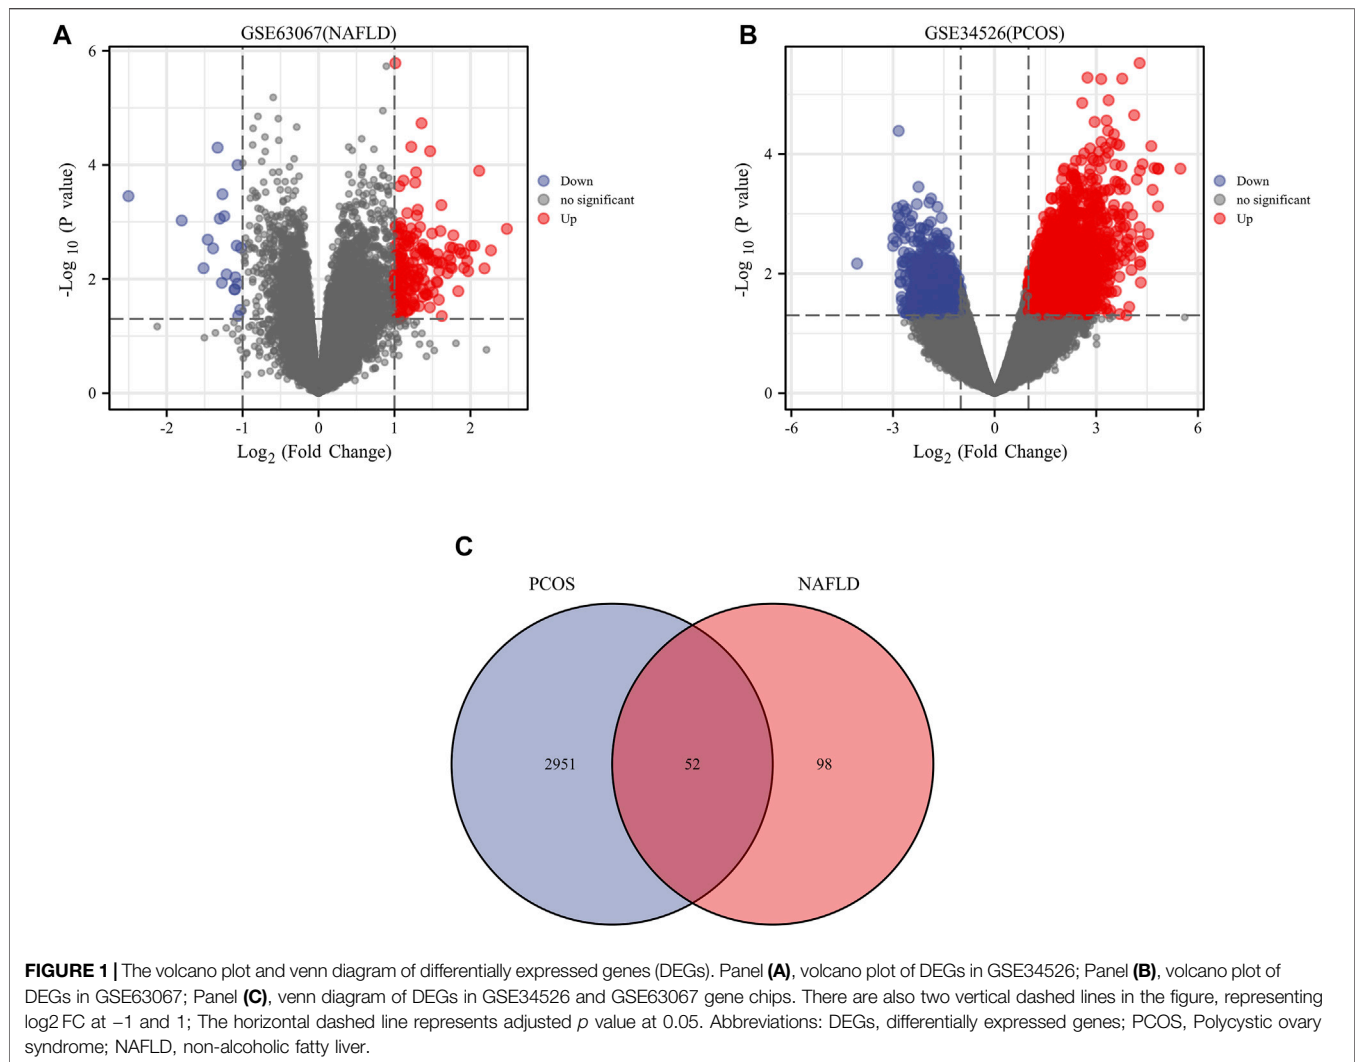 A
GSE63067(NAFLD)
6
4
2
0
-Log 10 (P value)
-2
-1
0
1
2
Log2 (Fold Change)
Down
no significant
Up
B
GSE34526(PCOS)
4
2
0
-Log 10 (P value)
-6
-3
0
3
6
Log2 (Fold Change)
Down
no significant
Up
C
PCOS
NAFLD
2951
52
98
FIGURE 1 | The volcano plot and venn diagram of differentially expressed genes (DEGs). Panel (A), volcano plot of DEGs in GSE34526; Panel (B), volcano plot of
DEGs in GSE63067; Panel (C), venn diagram of DEGs in GSE34526 and GSE63067 gene chips. There are also two vertical dashed lines in the figure, representing
log2 FC at −1 and 1; The horizontal dashed line represents adjusted p value at 0.05. Abbreviations: DEGs, differentially expressed genes; PCOS, Polycystic ovary
syndrome; NAFLD, non-alcoholic fatty liver.